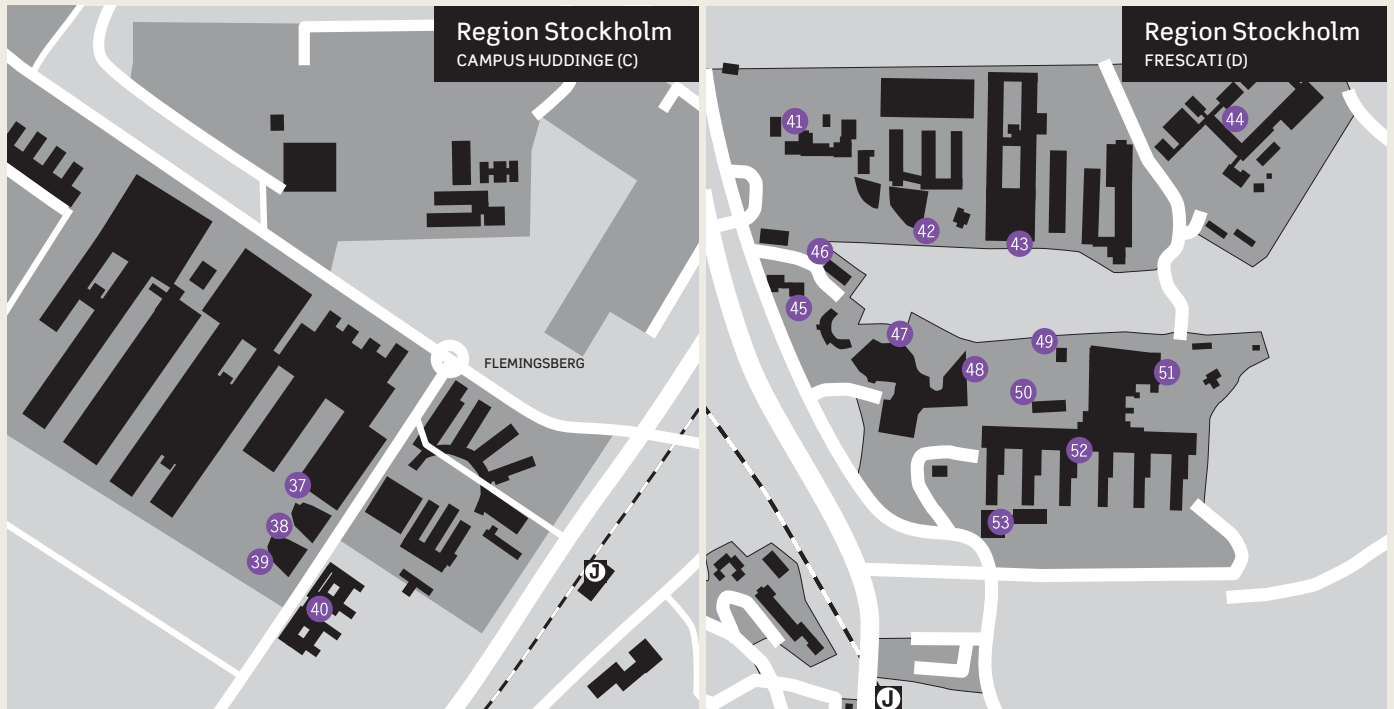 Region Stockholm
CAMPUS HUDDINGE (C)
FLEMINGSBERG
37
38
39
40
J
Region Stockholm
FRESCATI (D)
41
44
42
43
46
45
47
49
48
51
50
52
53
J